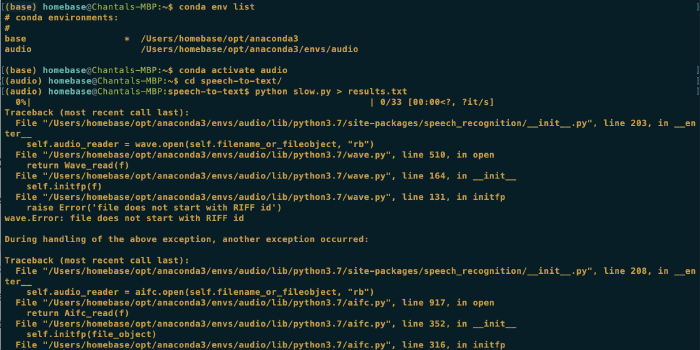 [(base) homebase@Chantals-MBP:~$ conda env list
# conda environments:
#
base                  *  /Users/homebase/opt/anaconda3
audio                    /Users/homebase/opt/anaconda3/envs/audio

[(base) homebase@Chantals-MBP:~$ conda activate audio
[(audio) homebase@Chantals-MBP:~$ cd speech-to-text/
[(audio) homebase@Chantals-MBP:speech-to-text$ python slow.py > results.txt
  0%|                                                                | 0/33 [00:00<?, ?it/s]
Traceback (most recent call last):
  File "/Users/homebase/opt/anaconda3/envs/audio/lib/python3.7/site-packages/speech_recognition/__init__.py", line 203, in __en
ter__
    self.audio_reader = wave.open(self.filename_or_fileobject, "rb")
  File "/Users/homebase/opt/anaconda3/envs/audio/lib/python3.7/wave.py", line 510, in open
    return Wave_read(f)
  File "/Users/homebase/opt/anaconda3/envs/audio/lib/python3.7/wave.py", line 164, in __init__
    self.initfp(f)
  File "/Users/homebase/opt/anaconda3/envs/audio/lib/python3.7/wave.py", line 131, in initfp
    raise Error('file does not start with RIFF id')
wave.Error: file does not start with RIFF id

During handling of the above exception, another exception occurred:

Traceback (most recent call last):
  File "/Users/homebase/opt/anaconda3/envs/audio/lib/python3.7/site-packages/speech_recognition/__init__.py", line 208, in __en
ter__
    self.audio_reader = aifc.open(self.filename_or_fileobject, "rb")
  File "/Users/homebase/opt/anaconda3/envs/audio/lib/python3.7/aifc.py", line 917, in open
    return Aifc_read(f)
  File "/Users/homebase/opt/anaconda3/envs/audio/lib/python3.7/aifc.py", line 352, in __init__
    self.initfp(file_object)
  File "/Users/homebase/opt/anaconda3/envs/audio/lib/python3.7/aifc.py", line 316, in initfp